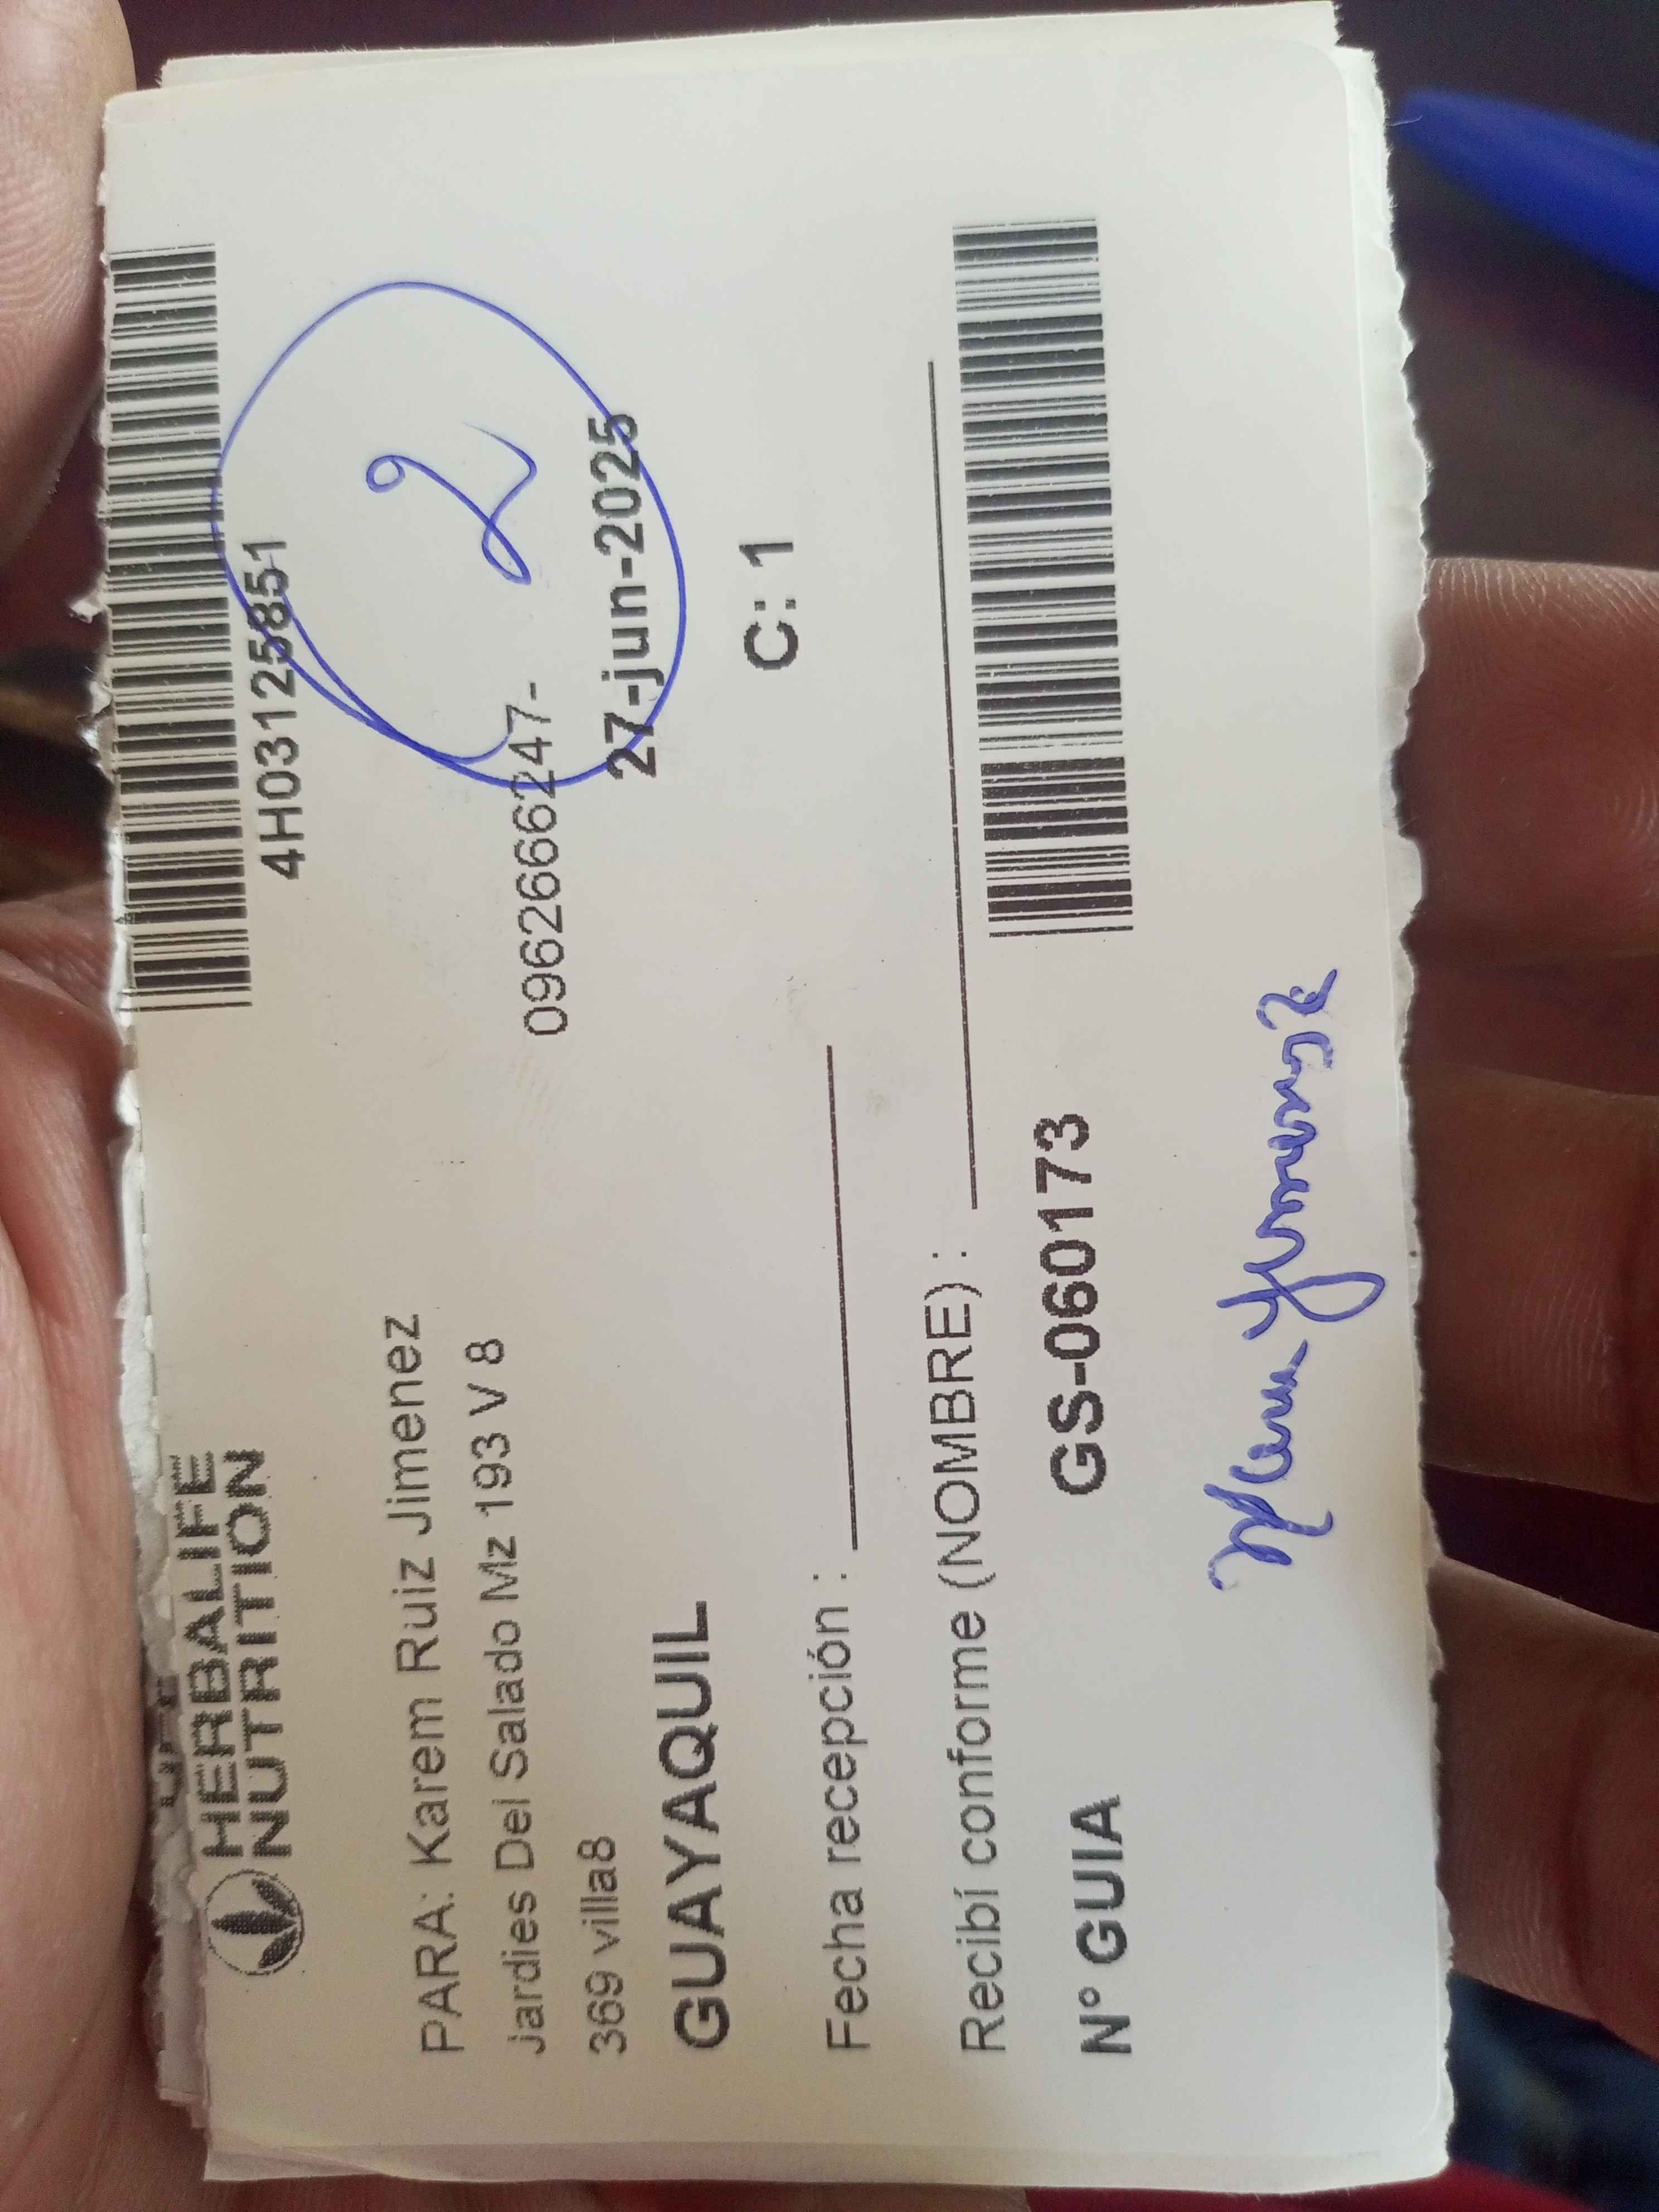 HERBALIFE
NUTRITION
4H03125851
PARA: Karem Ruiz Jimenez
Jardies Del Salado Mz 193 V 8
0962666247-
2
369 villa8
27-jun-2025
GUAYAQUIL
C: 1
Fecha recepción :
Recibí conforme (NOMBRE) :
N° GUIA
GS-060173